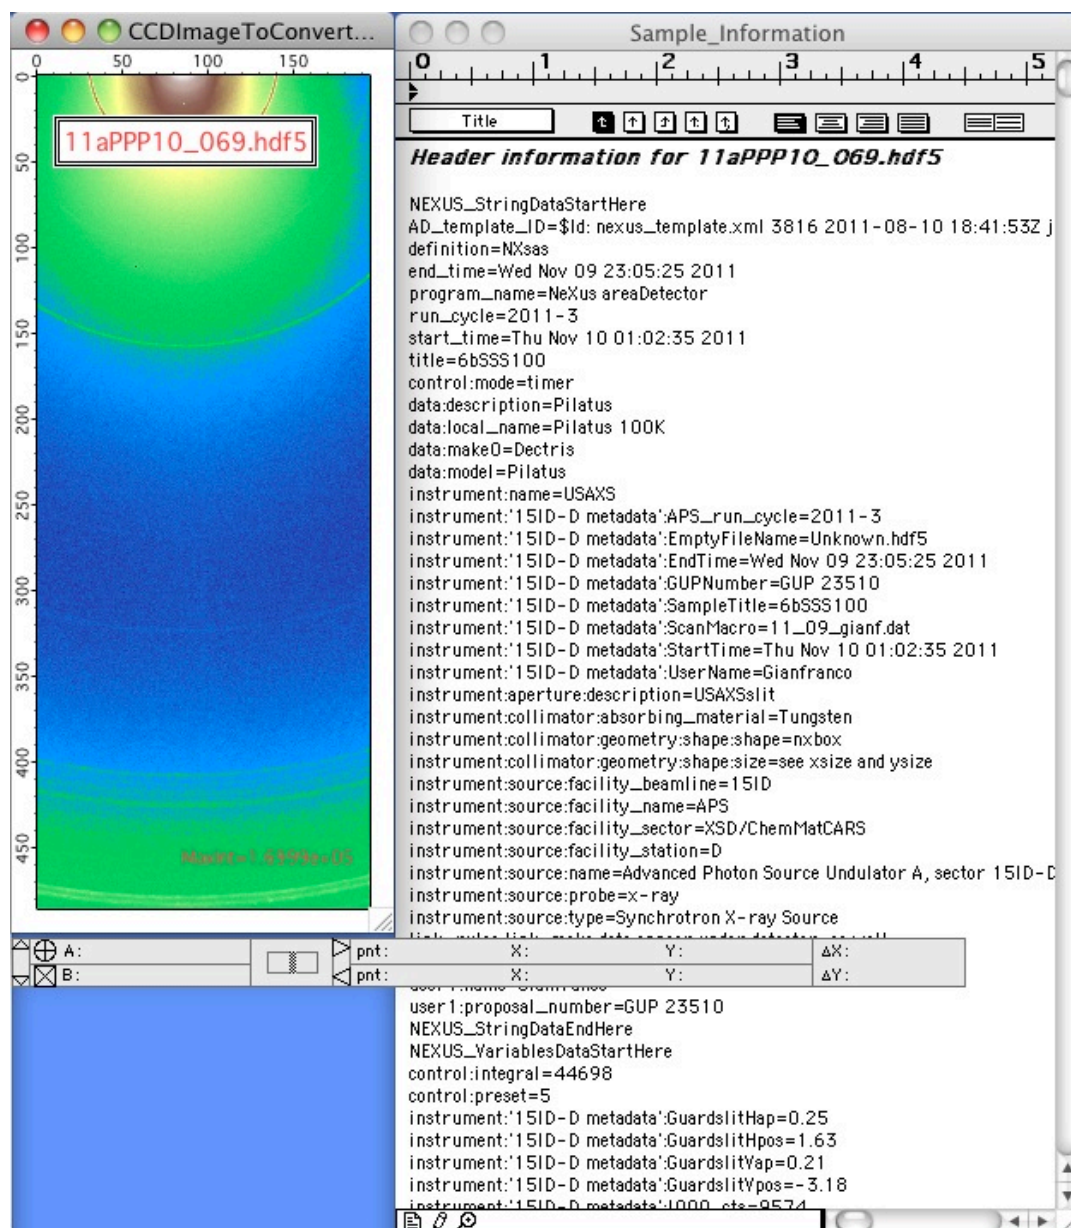 CCDImageToConvert...
0 50 100 150
0
50
100
150
200
250
300
350
400
450
11aPPP10_069.hdf5
Sample_Information
0 1 2 3 4 5
Title
Header information for 11aPPP10_069.hdf5
NEXUS_StringDataStartHere
AD_template_ID=$Id: nexus_template.xml 3816 2011-08-10 18:41:53Z j
definition=NXsas
end_time=Wed Nov 09 23:05:25 2011
program_name=NeXus areaDetector
run_cycle=2011-3
start_time=Thu Nov 10 01:02:35 2011
title=6bSSS100
control:mode=timer
data:description=Pilatus
data:local_name=Pilatus 100K
data:make0=Dectris
data:model=Pilatus
instrument:name=USAXS
instrument:'15ID-D metadata':APS_run_cycle=2011-3
instrument:'15ID-D metadata':EmptyFileName=Unknown.hdf5
instrument:'15ID-D metadata':EndTime=Wed Nov 09 23:05:25 2011
instrument:'15ID-D metadata':GUPNumber=GUP 23510
instrument:'15ID-D metadata':SampleTitle=6bSSS100
instrument:'15ID-D metadata':ScanMacro=11_09_gianf.dat
instrument:'15ID-D metadata':StartTime=Thu Nov 10 01:02:35 2011
instrument:'15ID-D metadata':UserName=Gianfranco
instrument:aperture:description=USAXSslit
instrument:collimator:absorbing_material=Tungsten
instrument:collimator:geometry:shape:shape=nxbox
instrument:collimator:geometry:shape:size=see xsize and ysize
instrument:source:facility_beamline=15ID
instrument:source:facility_name=APS
instrument:source:facility_sector=XSD/ChemMatCARS
instrument:source:facility_station=D
instrument:source:name=Advanced Photon Source Undulator A, sector 15ID-D
instrument:source:probe=x-ray
instrument:source:type=Synchrotron X-ray Source
A: pnt: X: Y: ΔX:
B: pnt: X: Y: ΔY:
user1:proposal_number=GUP 23510
NEXUS_StringDataEndHere
NEXUS_VariablesDataStartHere
control:integral=44698
control:preset=5
instrument:'15ID-D metadata':GuardslitHap=0.25
instrument:'15ID-D metadata':GuardslitHpos=1.63
instrument:'15ID-D metadata':GuardslitVap=0.21
instrument:'15ID-D metadata':GuardslitVpos=-3.18
instrument:'15ID-D metadata':I000_cts=9574